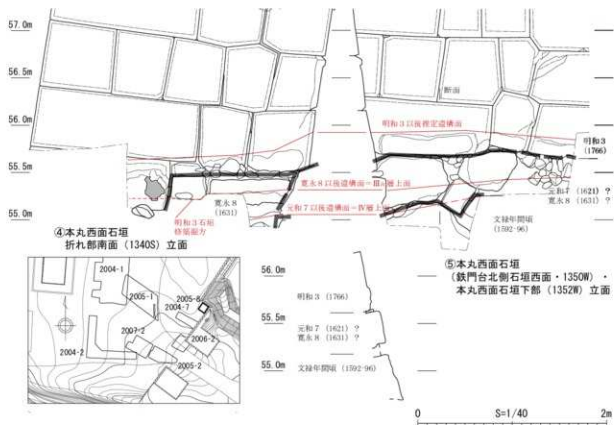 57.0m
56.5m
56.0m
55.5m
55.0m
断面
明和3以後推定遺構面
明和3
(1766)
寛永8
(1631)
寛永8以後遺構面=Ⅲ層上面
元和7以後遺構面=Ⅳ層上面
明和3石垣
修築掘方
元和7(1621)?
寛永8(1631)?
文禄年間頃
(1592-96)
④本丸西面石垣
折れ部南面(1340S)立面
⑤本丸西面石垣
(鉄門台北側石垣西面・1350W)・
本丸西面石垣下部(1352W)立面
2004-1
2005-1
2005-8
2004-7
2007-2
2006-2
2004-2
2005-2
56.0m
55.5m
55.0m
明和3(1766)
元和7(1621)?
寛永8(1631)?
文禄年間頃(1592-96)
0
S=1/40
2m